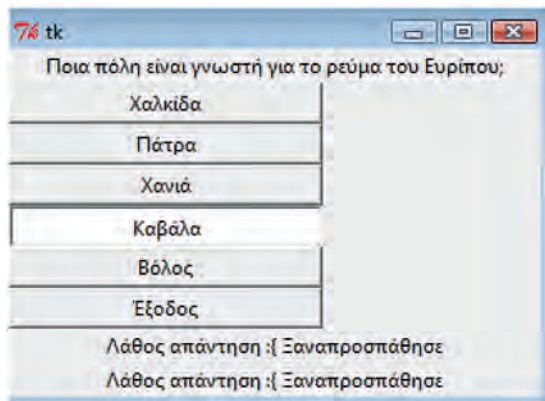 tk
Ποια πόλη είναι γνωστή για το ρεύμα του Ευρίπου;
Χαλκίδα
Πάτρα
Χανιά
Καβάλα
Βόλος
Έξοδος
Λάθος απάντηση :{ Ξαναπροσπάθησε
Λάθος απάντηση :{ Ξαναπροσπάθησε